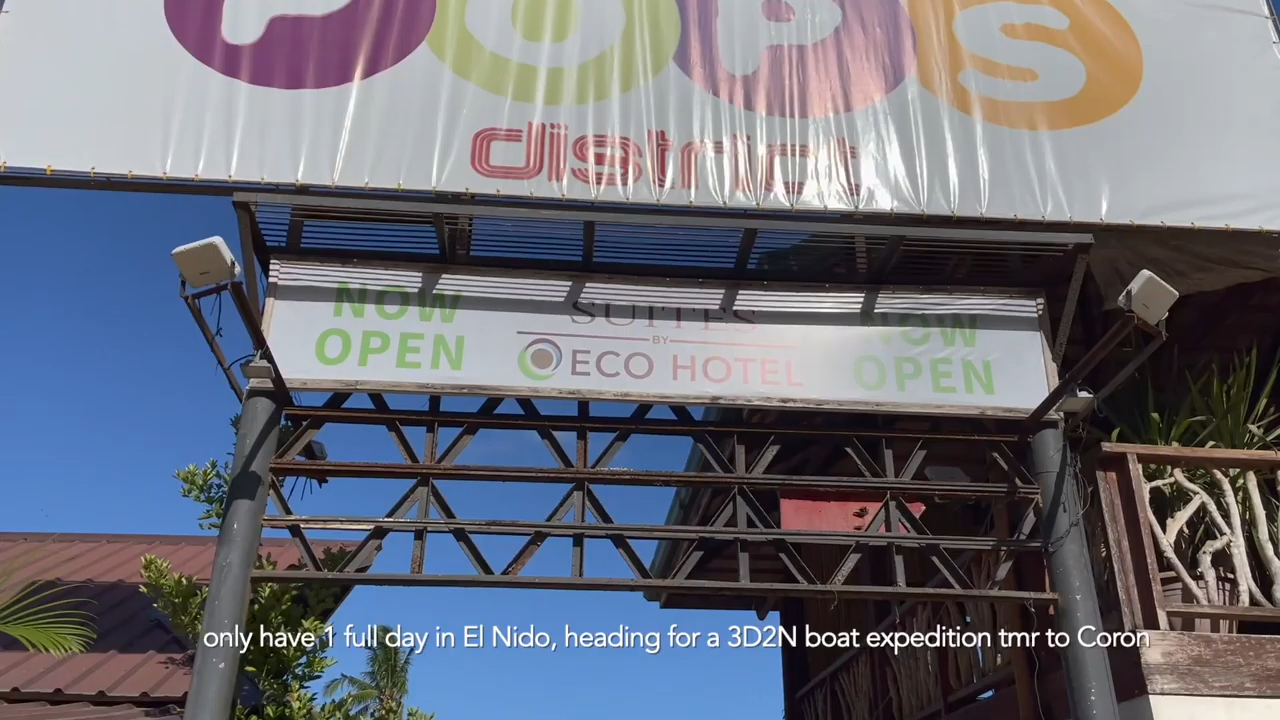 POPS
district
NOW
OPEN
SUITES
BY
ECO HOTEL
NOW
OPEN
only have 1 full day in El Nido, heading for a 3D2N boat expedition tmr to Coron